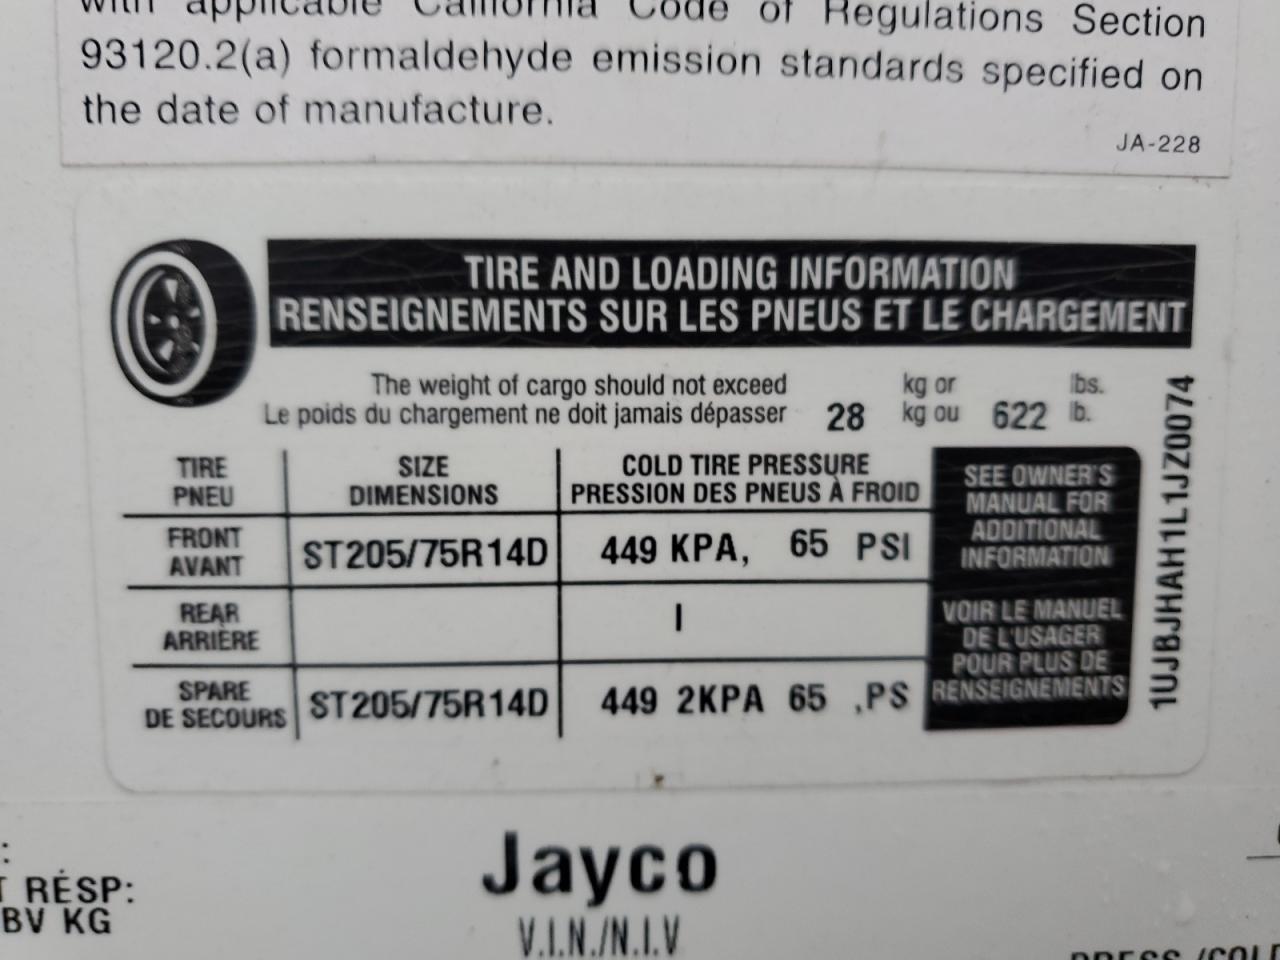 with applicable California Code of Regulations Section
93120.2(a) formaldehyde emission standards specified on
the date of manufacture.
JA-228
TIRE AND LOADING INFORMATION
RENSEIGNEMENTS SUR LES PNEUS ET LE CHARGEMENT
The weight of cargo should not exceed kg or lbs.
Le poids du chargement ne doit jamais dépasser 28 kg ou 622 lb.
TIRE SIZE COLD TIRE PRESSURE
PNEU DIMENSIONS PRESSION DES PNEUS À FROID
FRONT
AVANT
ST205/75R14D 449 KPA, 65 PSI
REAR
ARRIÈRE
I
SPARE
DE SECOURS
ST205/75R14D 449 2KPA 65 ,PS
SEE OWNER'S
MANUAL FOR
ADDITIONAL
INFORMATION
VOIR LE MANUEL
DE L'USAGER
POUR PLUS DE
RENSEIGNEMENTS
1UJBJHAH1L1JZ0074
Jayco
V.I.N./N.I.V
RÉSP:
BV KG